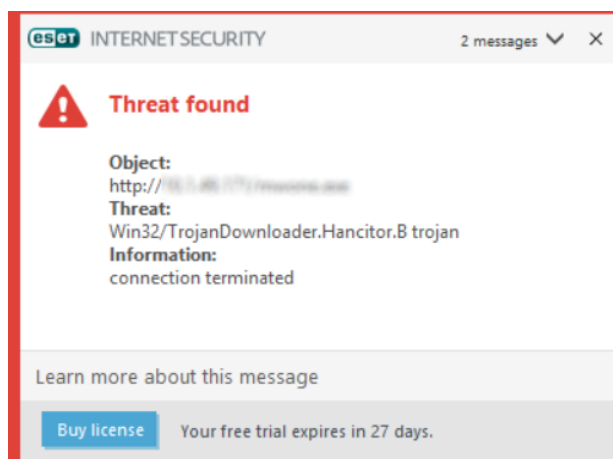 eset INTERNET SECURITY
2 messages
Threat found
Object:
http://
Threat:
Win32/TrojanDownloader.Hancitor.B trojan
Information:
connection terminated
Learn more about this message
Buy license
Your free trial expires in 27 days.